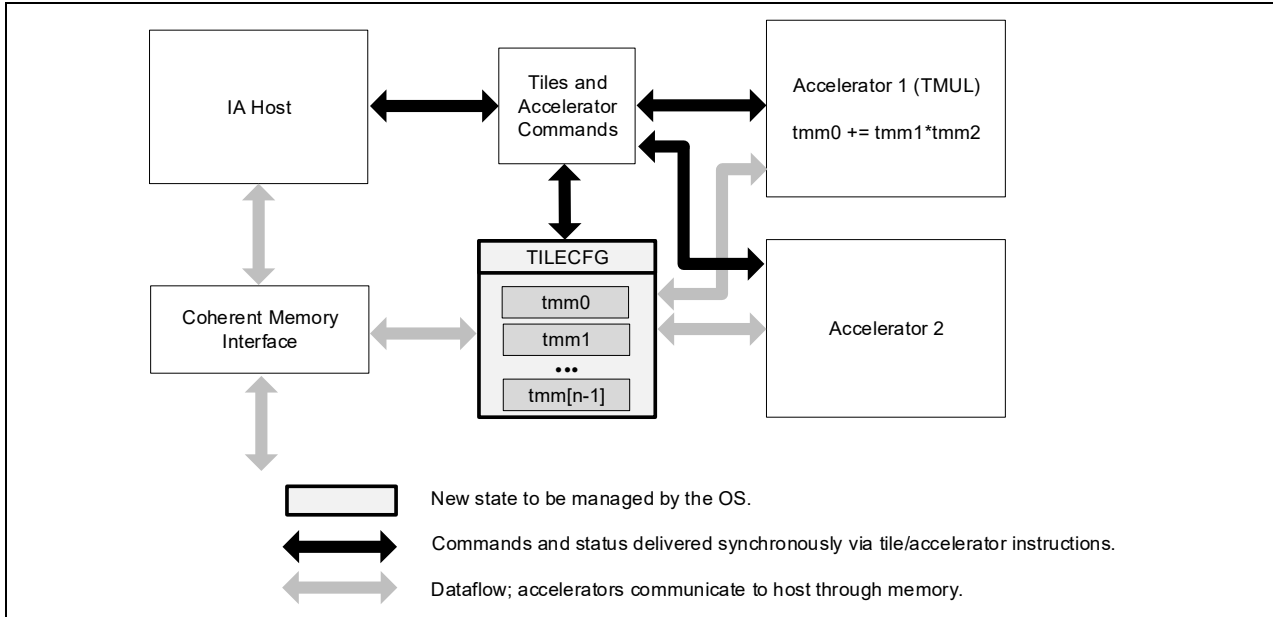 IA Host
Tiles and
Accelerator
Commands
Accelerator 1 (TMUL)
tmm0 += tmm1*tmm2
TILECFG
tmm0
tmm1
•••
tmm[n-1]
Coherent Memory
Interface
Accelerator 2
New state to be managed by the OS.
Commands and status delivered synchronously via tile/accelerator instructions.
Dataflow; accelerators communicate to host through memory.